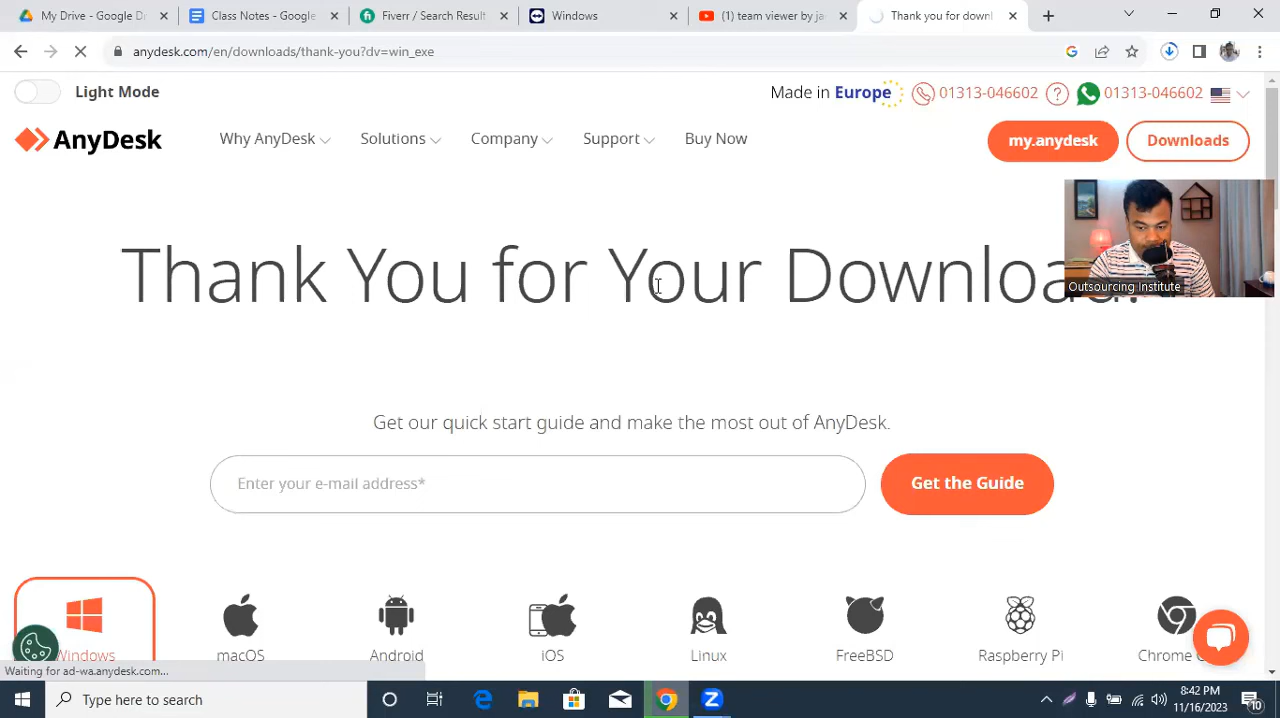 My Drive - Google Dr
Class Notes - Google
Fiverr / Search Result
Windows
(1) team viewer by ja
Thank you for downl
anydesk.com/en/downloads/thank-you?dv=win_exe
Light Mode
Made in Europe
01313-046602
?
01313-046602
AnyDesk
Why AnyDesk
Solutions
Company
Support
Buy Now
my.anydesk
Downloads
Thank You for Your Downloa
Outsourcing Institute
Get our quick start guide and make the most out of AnyDesk.
Enter your e-mail address*
Get the Guide
Windows
macOS
Android
iOS
Linux
FreeBSD
Raspberry Pi
Chrome
Waiting for ad-wa.anydesk.com...
Type here to search
8:42 PM
11/16/2023
10